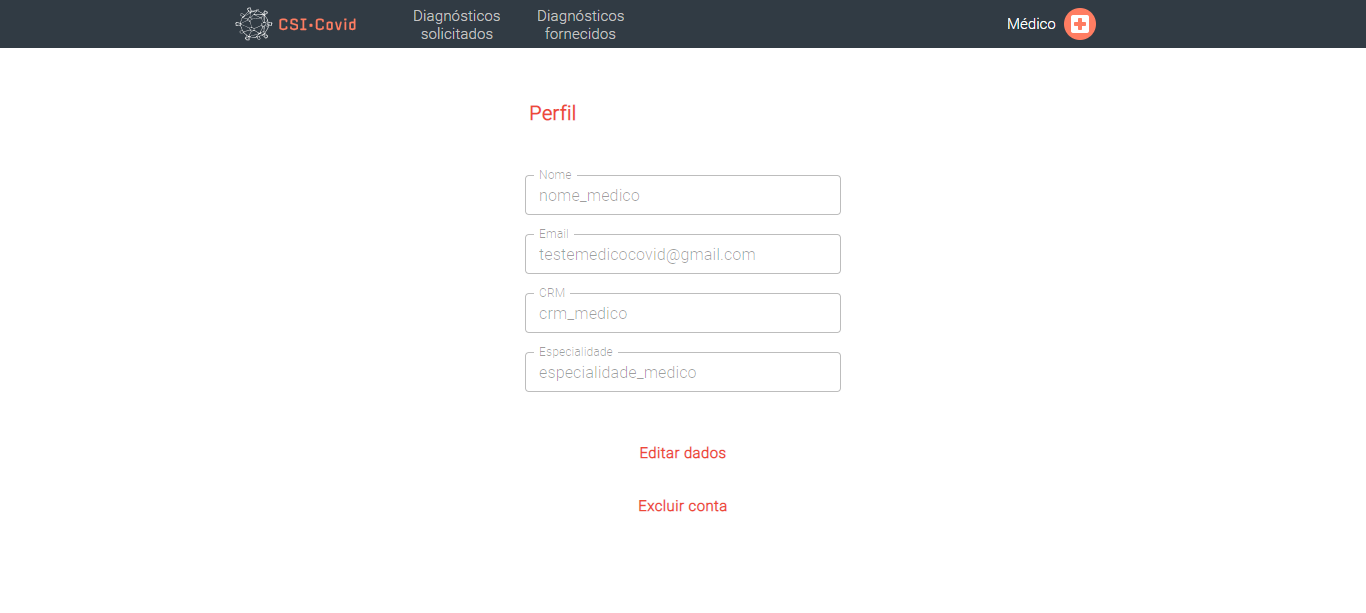 CSI•Covid
Diagnósticos
solicitados
Diagnósticos
fornecidos
Médico
Perfil
Nome
nome_medico
Email
testemedicocovid@gmail.com
CRM
crm_medico
Especialidade
especialidade_medico
Editar dados
Excluir conta